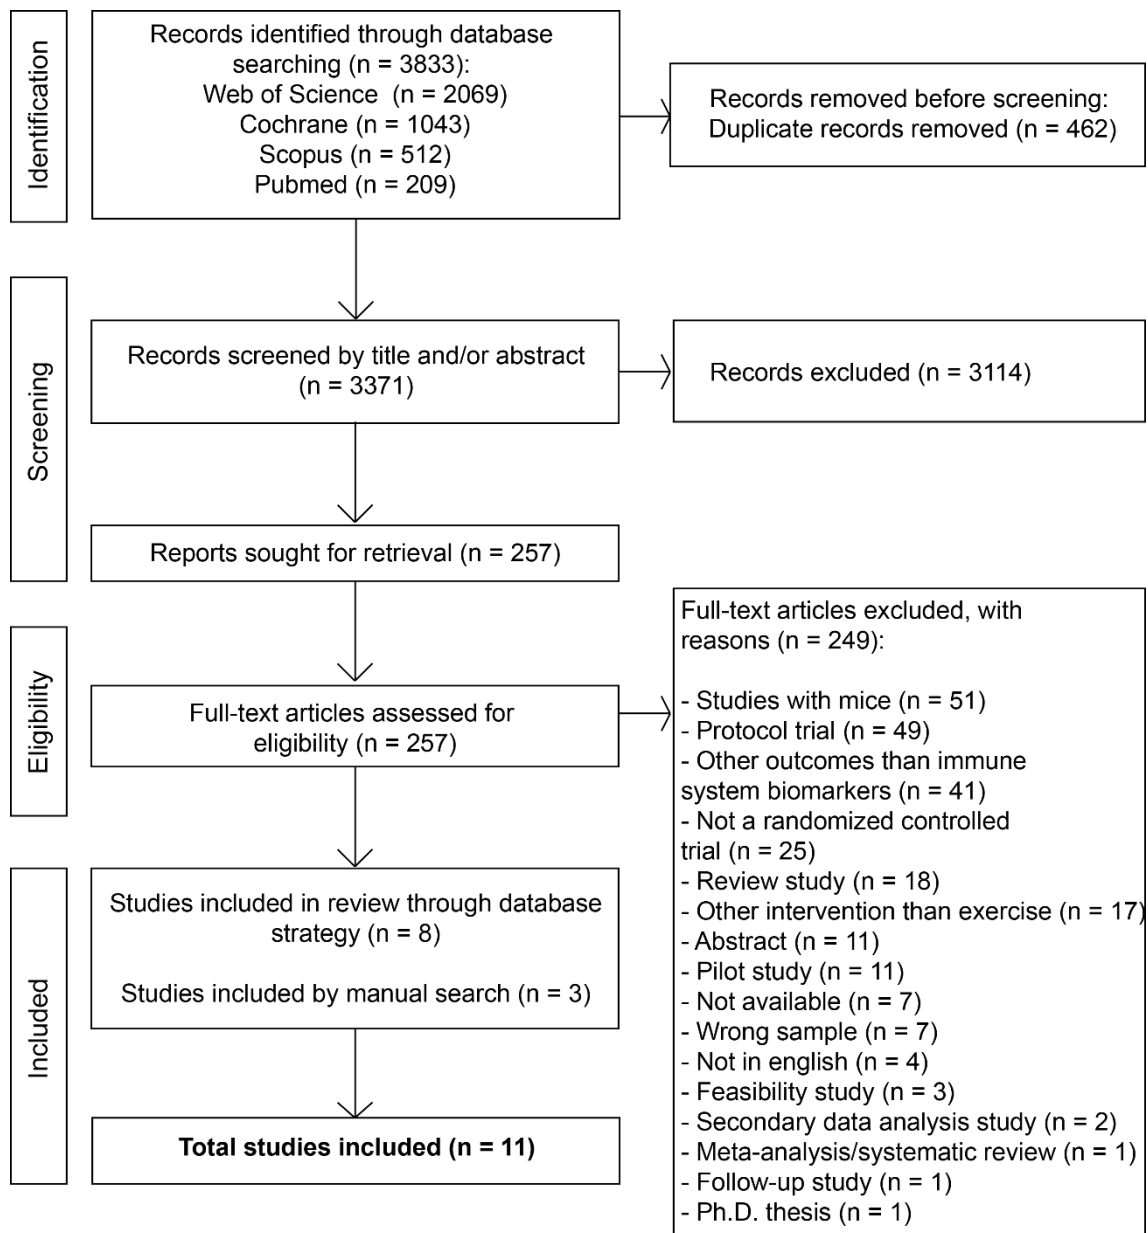 Identification
Records identified through database
searching (n = 3833):
Web of Science  (n = 2069)
Cochrane (n = 1043)
Scopus (n = 512)
Pubmed (n = 209)
Records removed before screening:
Duplicate records removed (n = 462)
Screening
Records screened by title and/or abstract
(n = 3371)
Records excluded (n = 3114)
Reports sought for retrieval (n = 257)
Eligibility
Full-text articles assessed for
eligibility (n = 257)
Full-text articles excluded, with
reasons (n = 249):
- Studies with mice (n = 51)
- Protocol trial (n = 49)
- Other outcomes than immune
system biomarkers (n = 41)
- Not a randomized controlled
trial (n = 25)
- Review study (n = 18)
- Other intervention than exercise (n = 17)
- Abstract (n = 11)
- Pilot study (n = 11)
- Not available (n = 7)
- Wrong sample (n = 7)
- Not in english (n = 4)
- Feasibility study (n = 3)
- Secondary data analysis study (n = 2)
- Meta-analysis/systematic review (n = 1)
- Follow-up study (n = 1)
- Ph.D. thesis (n = 1)
Included
Studies included in review through database
strategy (n = 8)
Studies included by manual search (n = 3)
Total studies included (n = 11)